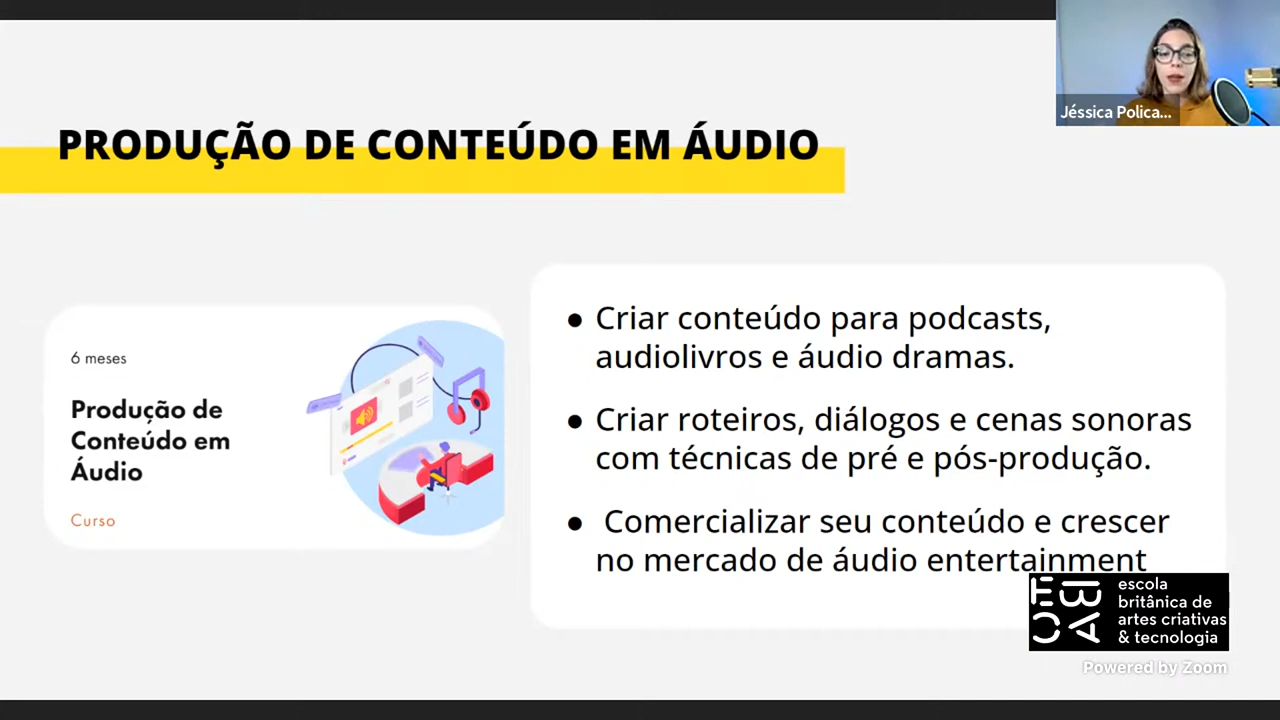 Jéssica Polica...
PRODUÇÃO DE CONTEÚDO EM ÁUDIO
6 meses
Produção de
Conteúdo em
Áudio
Curso
● Criar conteúdo para podcasts,
audiolivros e áudio dramas.
● Criar roteiros, diálogos e cenas sonoras
com técnicas de pré e pós-produção.
● Comercializar seu conteúdo e crescer
no mercado de áudio entertainment
EBAC
escola
britânica de
artes criativas
& tecnologia
Powered by Zoom